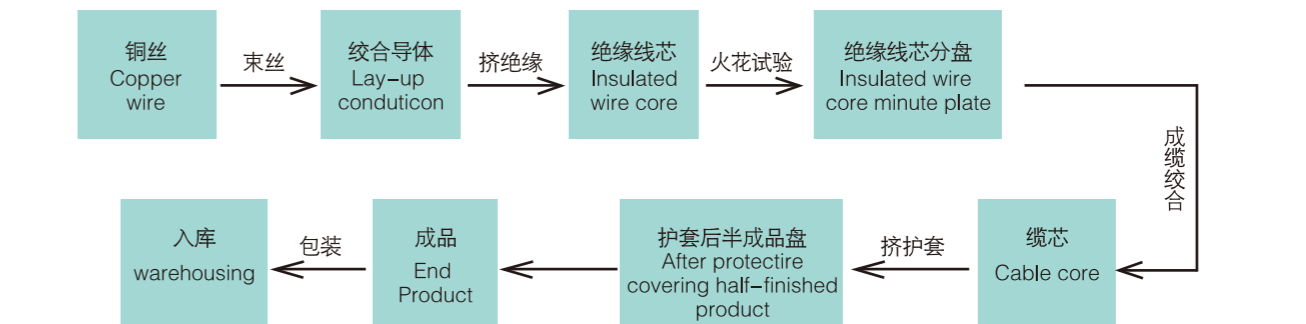 铜丝
Copper
wire
束丝
绞合导体
Lay-up
conduticon
挤绝缘
绝缘线芯
Insulated
wire core
火花试验
绝缘线芯分盘
Insulated wire
core minute plate
成缆绞合
缆芯
Cable core
挤护套
护套后半成品盘
After protectire
covering half-finished
product
成品
End
Product
包装
入库
warehousing